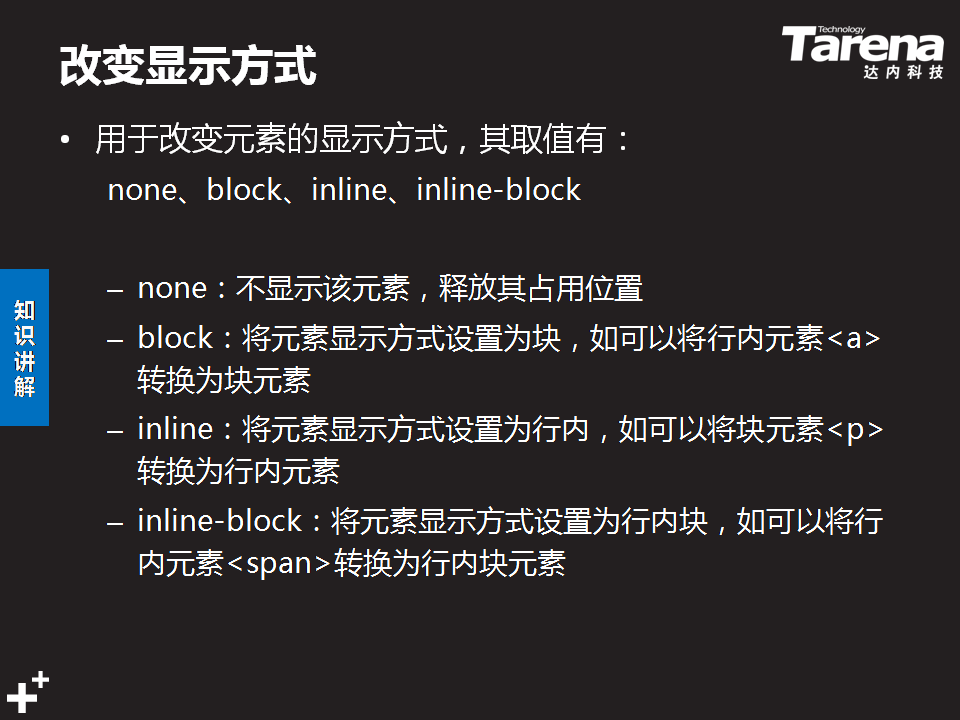 改变显示方式
Technology
Tarena
达内科技
• 用于改变元素的显示方式，其取值有：
none、block、inline、inline-block
知识讲解
– none：不显示该元素，释放其占用位置
– block：将元素显示方式设置为块，如可以将行内元素<a>
转换为块元素
– inline：将元素显示方式设置为行内，如可以将块元素<p>
转换为行内元素
– inline-block：将元素显示方式设置为行内块，如可以将行
内元素<span>转换为行内块元素